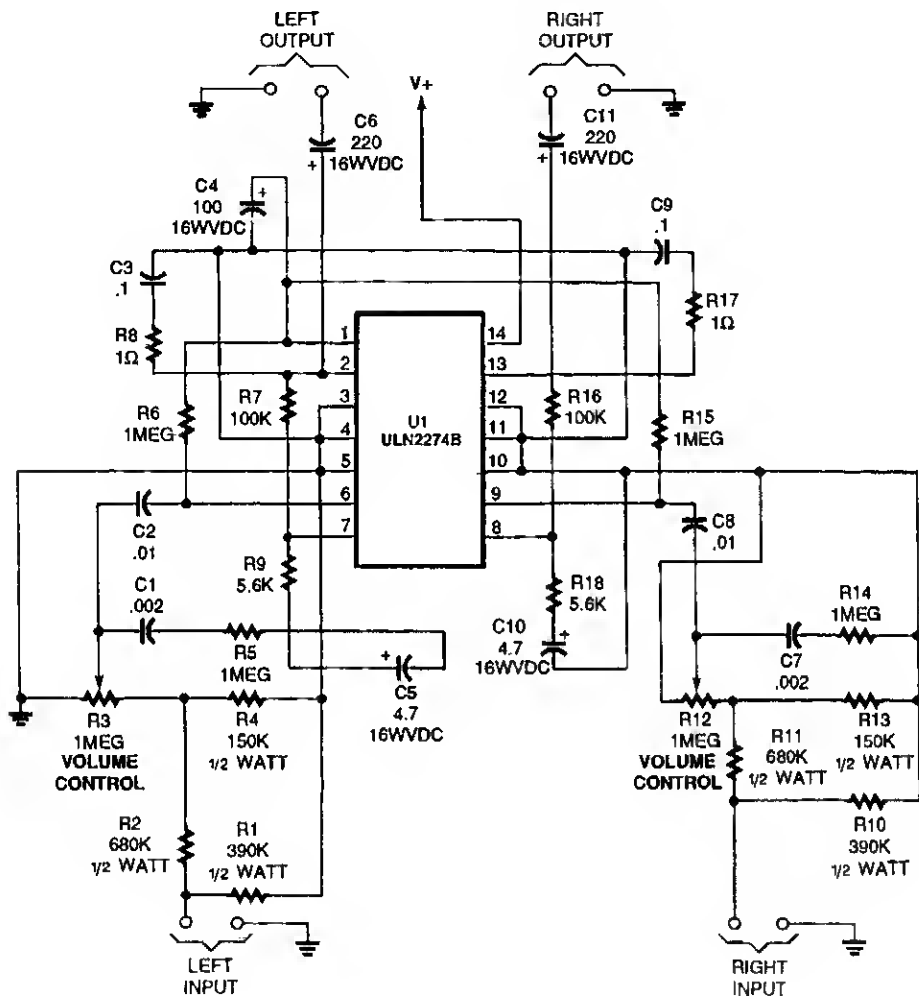 LEFT
OUTPUT
RIGHT
OUTPUT
V+
C6
220
16WVDC
+
C11
220
16WVDC
+
C4
100
16WVDC
+
C9
.1
C3
.1
R8
1Ω
R17
1Ω
1
2
3
4
5
6
7
14
13
12
11
10
9
8
U1
ULN2274B
R7
100K
R16
100K
R6
1MEG
R15
1MEG
C2
.01
C8
.01
R9
5.6K
R18
5.6K
C1
.002
R5
1MEG
C10
4.7
16WVDC
+
R14
1MEG
C7
.002
+
C5
4.7
16WVDC
R3
1MEG
VOLUME
CONTROL
R4
150K
1/2 WATT
R12
1MEG
VOLUME
CONTROL
R11
680K
1/2 WATT
R13
150K
1/2 WATT
R2
680K
1/2 WATT
R1
390K
1/2 WATT
R10
390K
1/2 WATT
LEFT
INPUT
RIGHT
INPUT